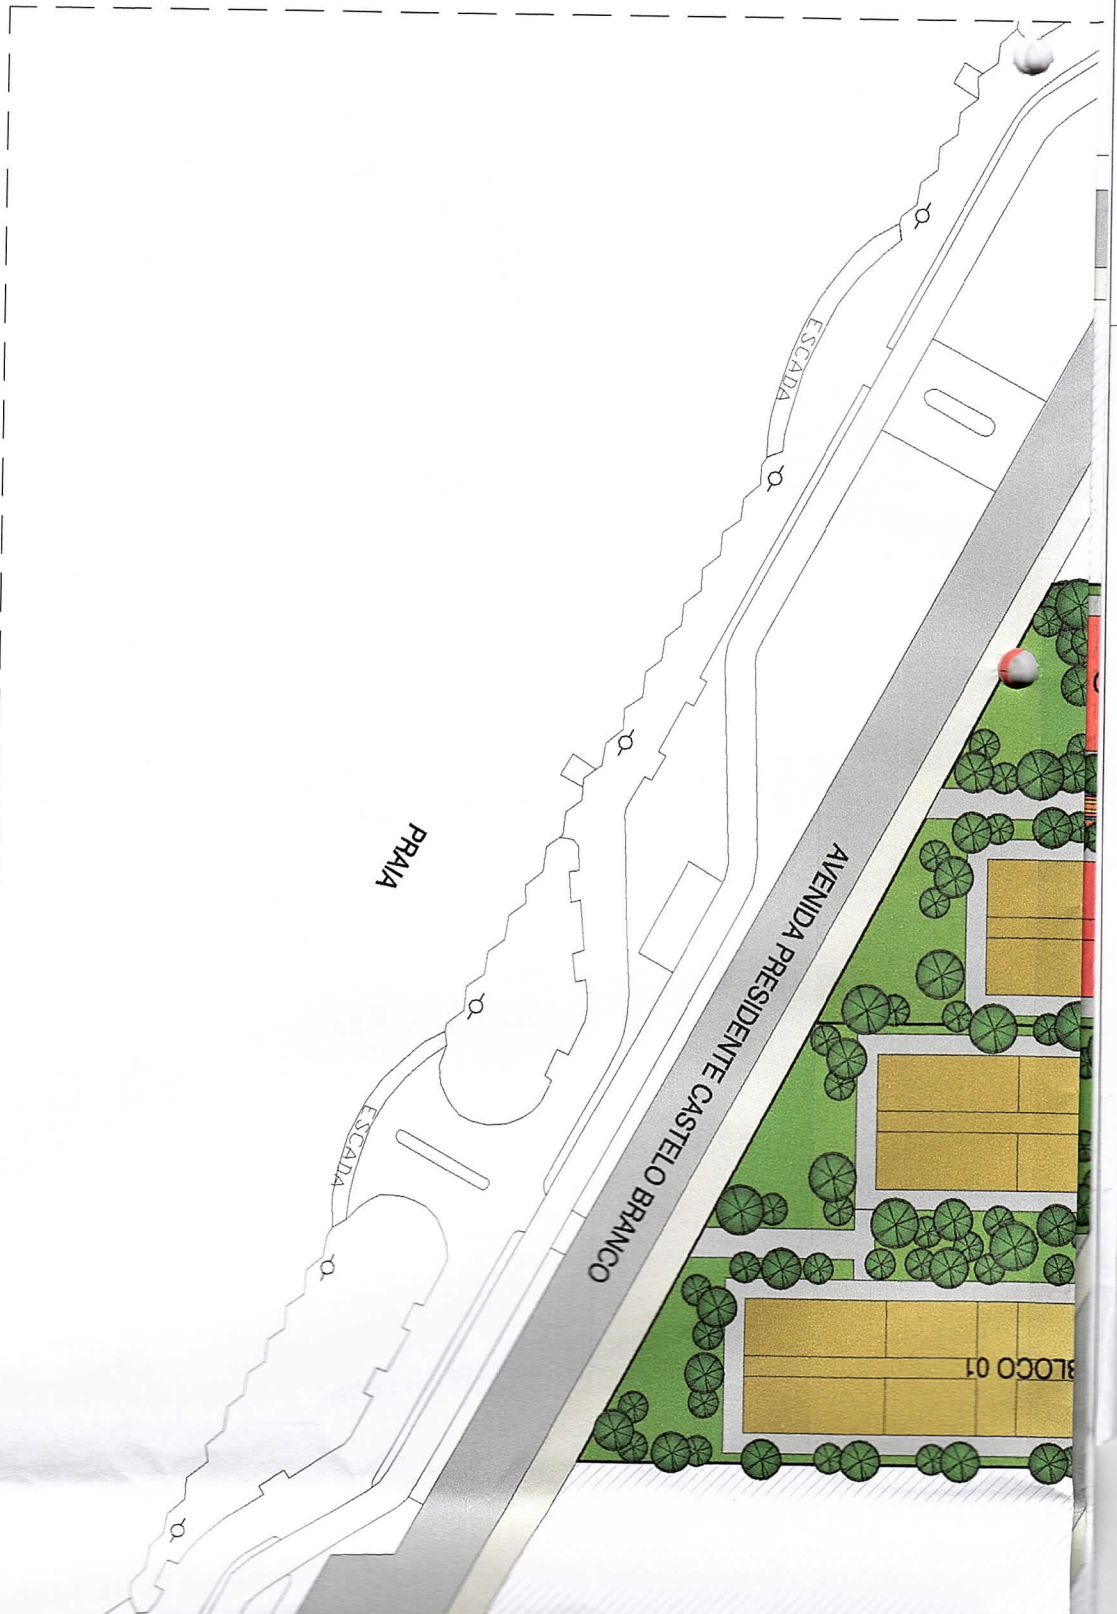 ESCADA
PRAIA
AVENIDA PRESIDENTE CASTELO BRANCO
ESCADA
BLOCO 01